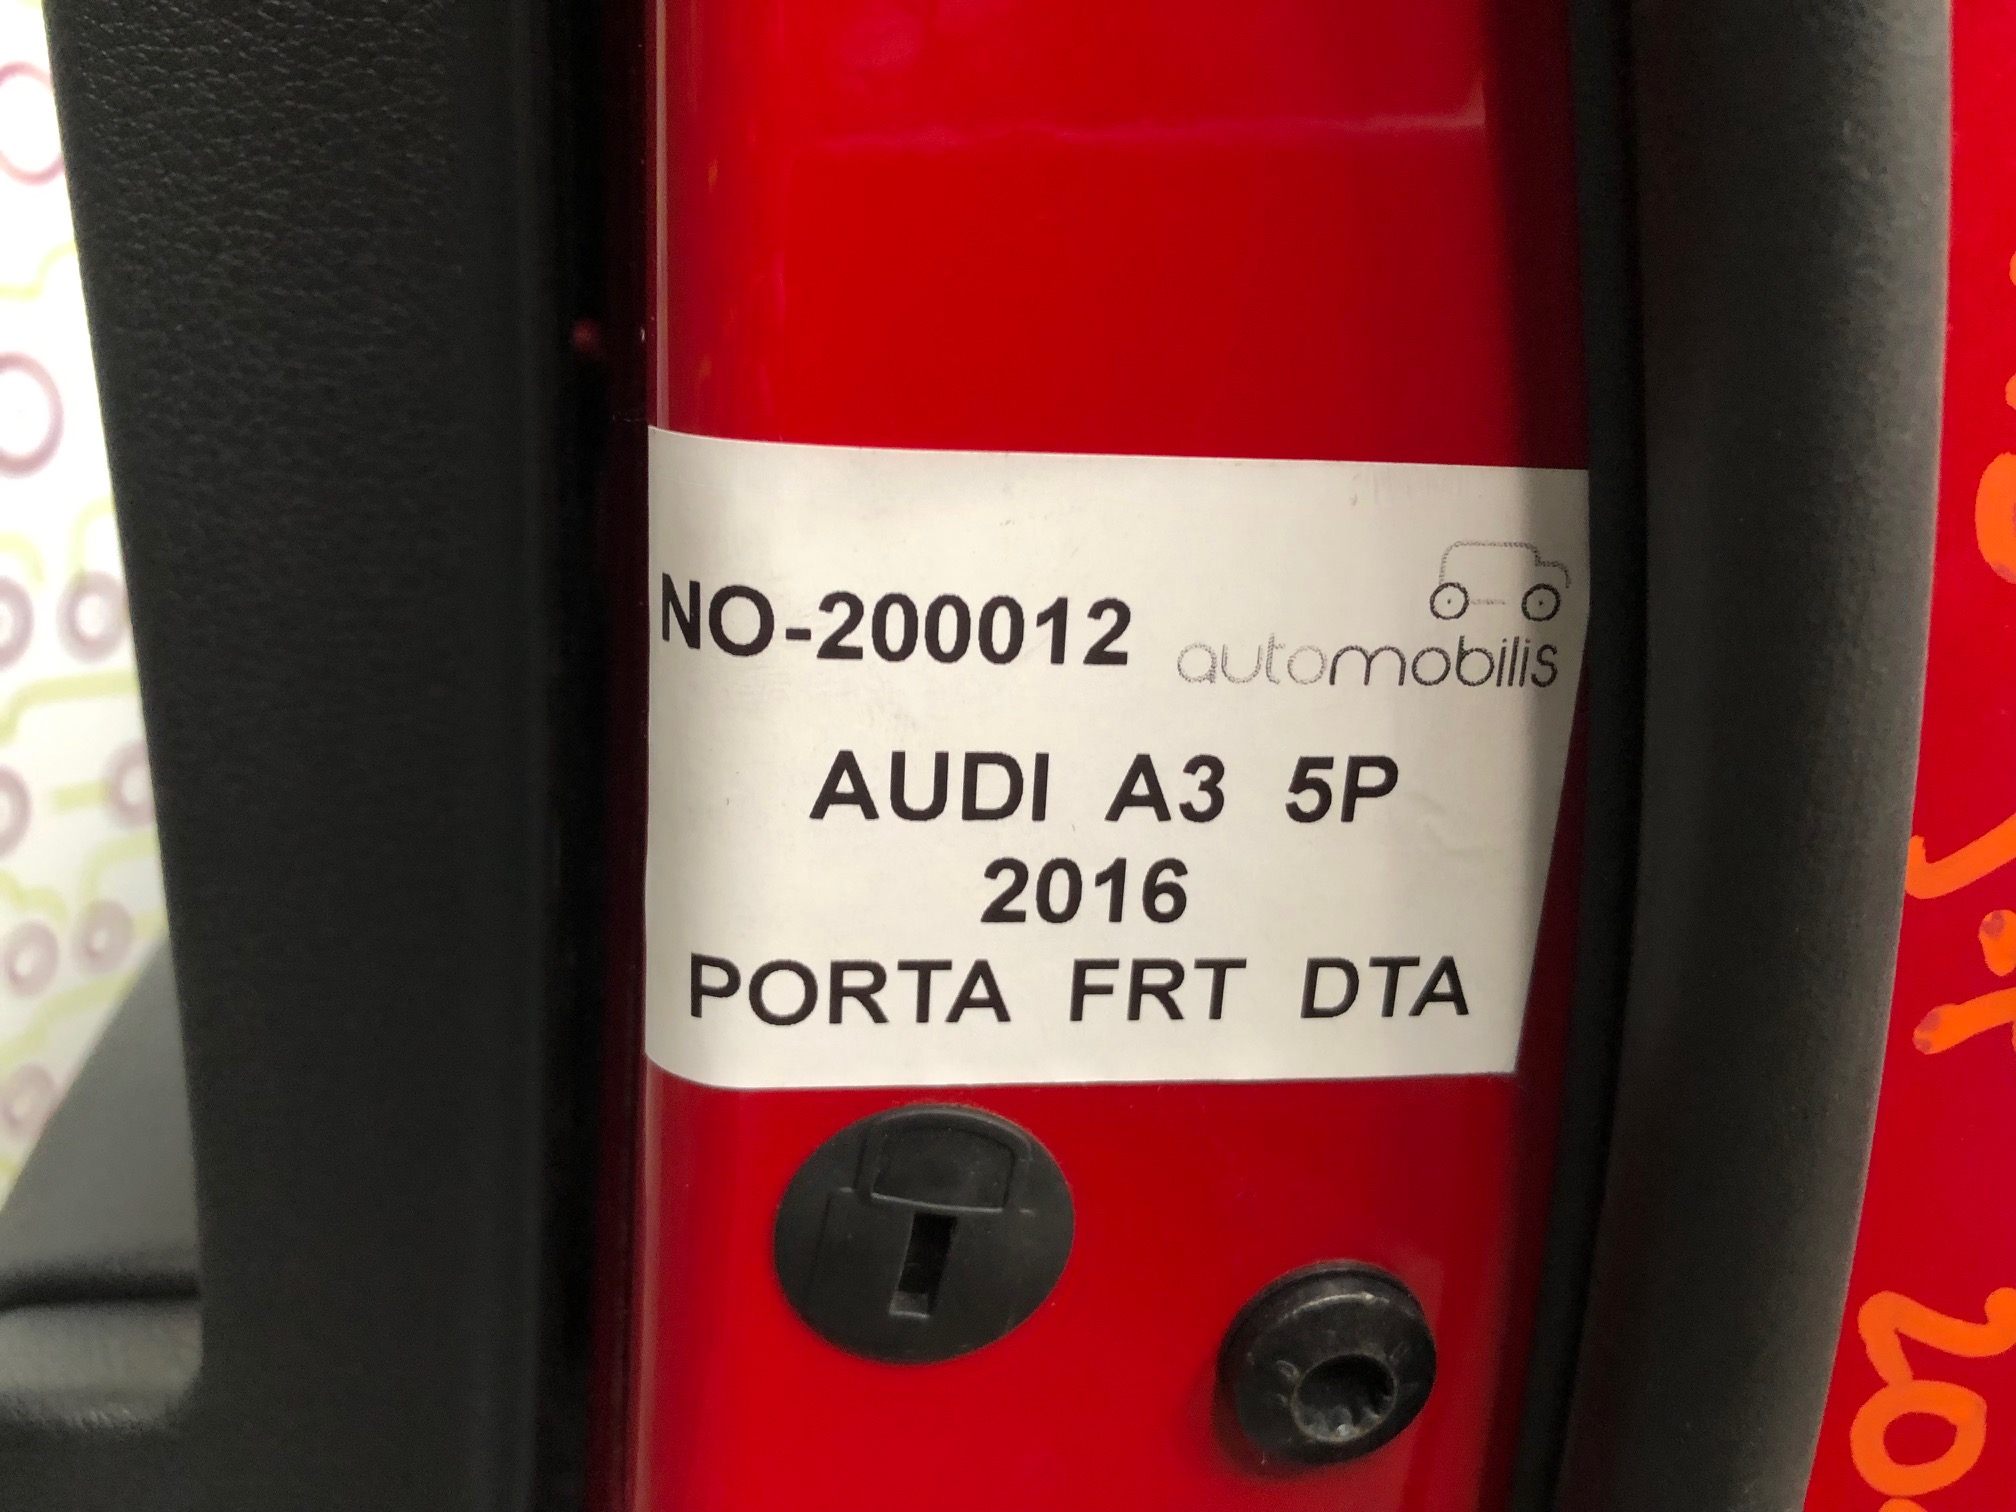 NO-200012
automobilis
AUDI A3 5P
2016
PORTA FRT DTA